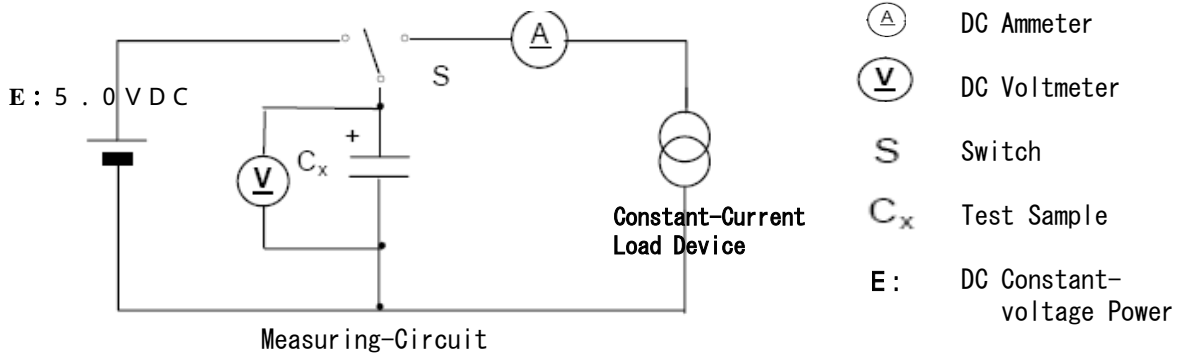 A
S
E: 5 . 0 V D C
+
V
Cx
Constant-Current
Load Device
Measuring-Circuit
A DC Ammeter
V DC Voltmeter
S Switch
Cx Test Sample
E: DC Constant-
voltage Power